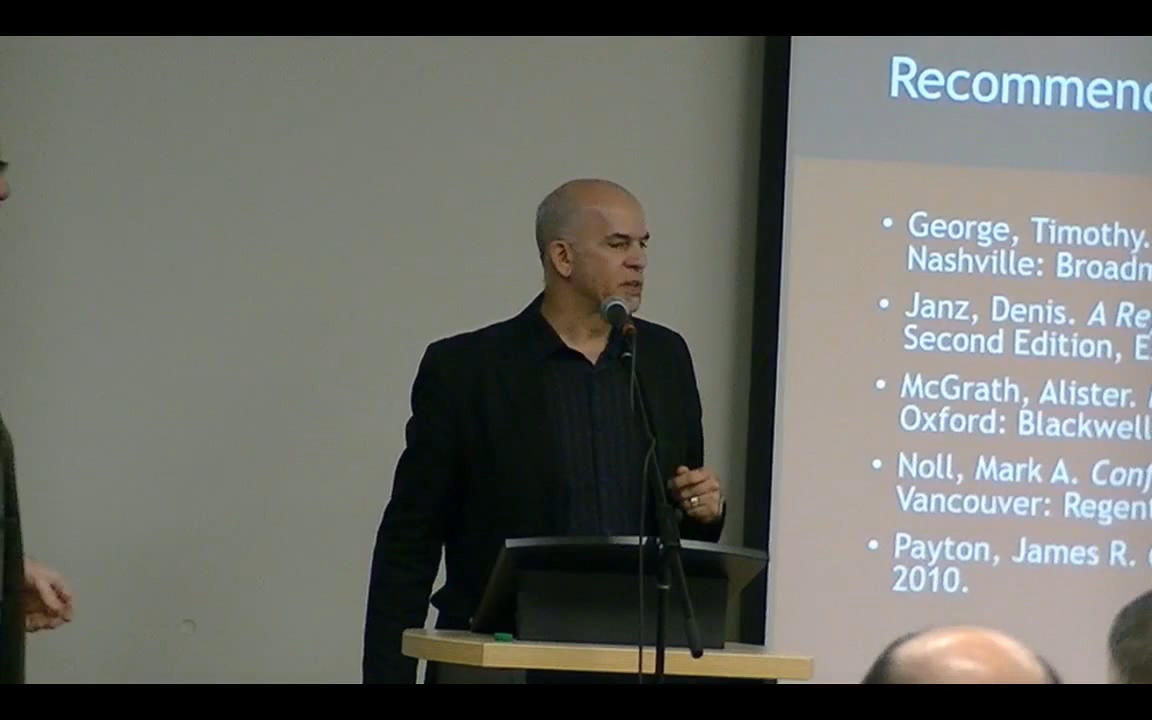 Recommend
• George, Timothy.
Nashville: Broadm
• Janz, Denis. A Re
Second Edition, E
• McGrath, Alister.
Oxford: Blackwell
• Noll, Mark A. Conf
Vancouver: Regent
• Payton, James R.
2010.